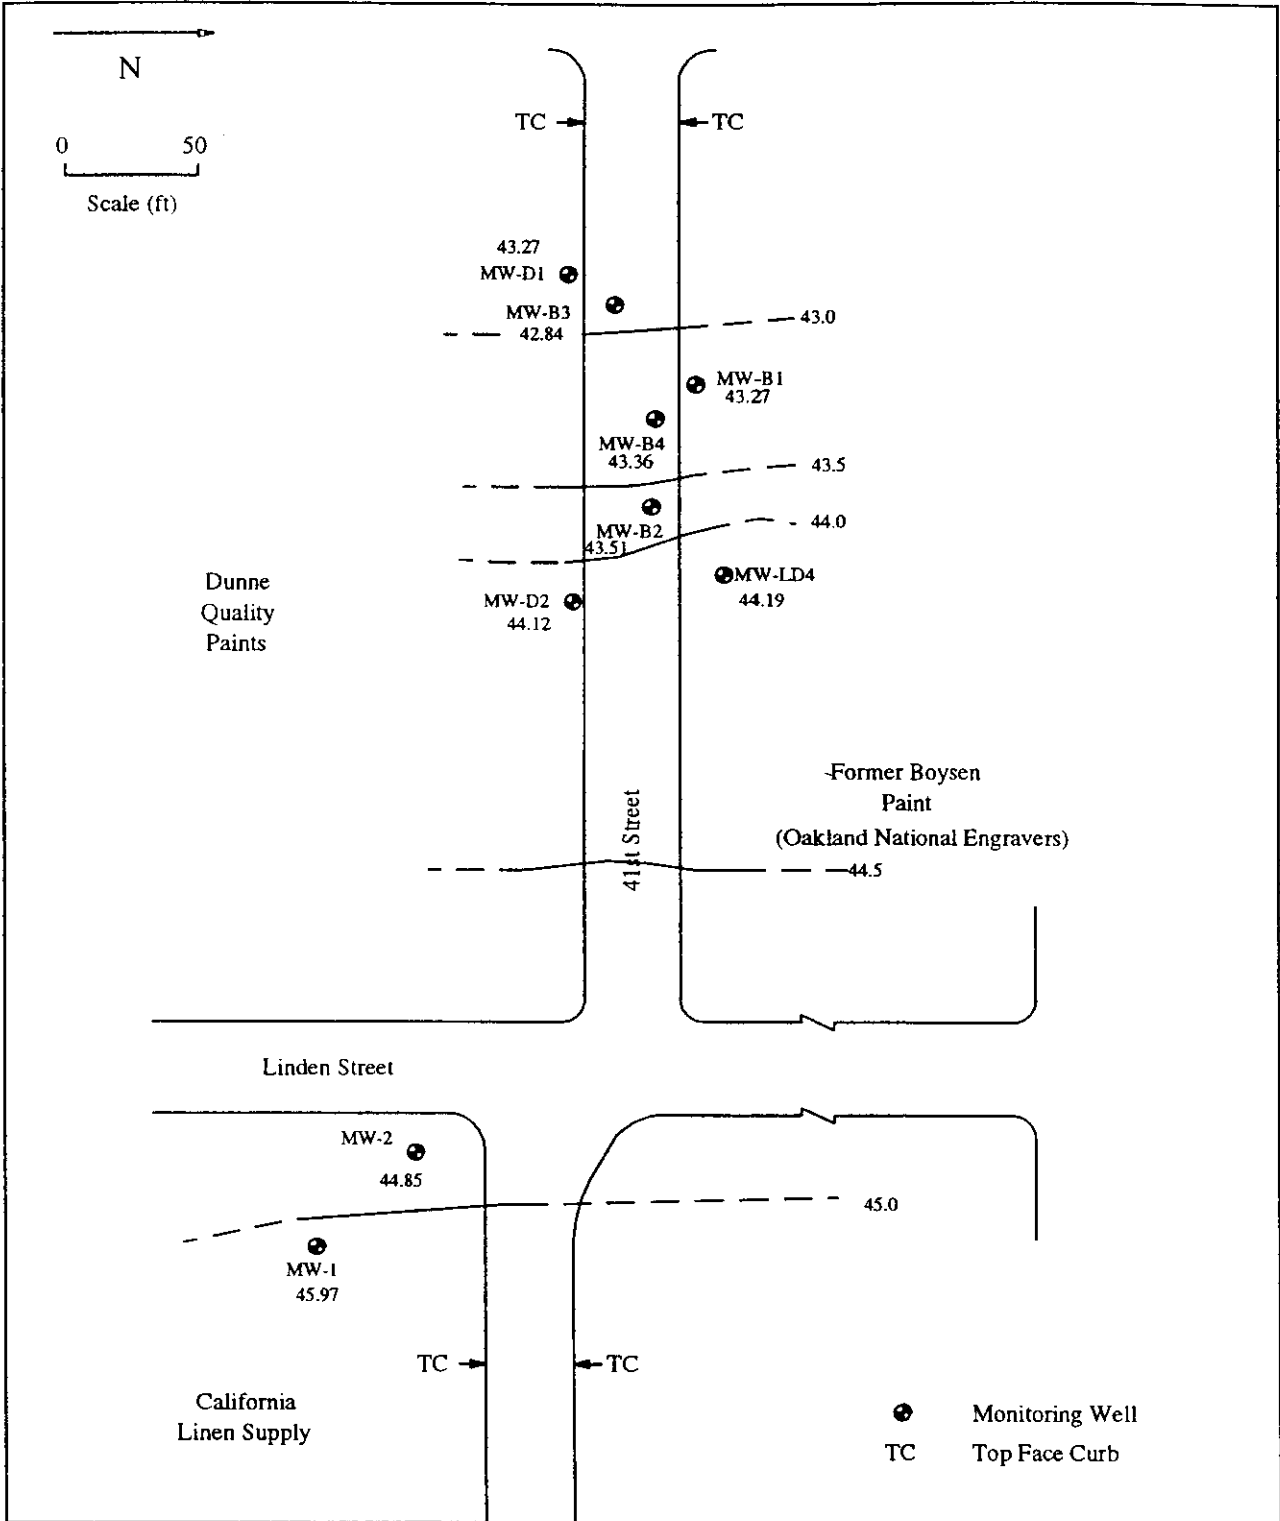 N
TC
TC
0 50
Scale (ft)
43.27
MW-D1
MW-B3
42.84
43.0
MW-B1
43.27
MW-B4
43.36
43.5
MW-B2
43.51
44.0
MW-LD4
44.19
MW-D2
44.12
Dunne
Quality
Paints
41st Street
Former Boysen
Paint
(Oakland National Engravers)
44.5
Linden Street
MW-2
44.85
45.0
MW-1
45.97
TC
TC
California
Linen Supply
Monitoring Well
TC Top Face Curb